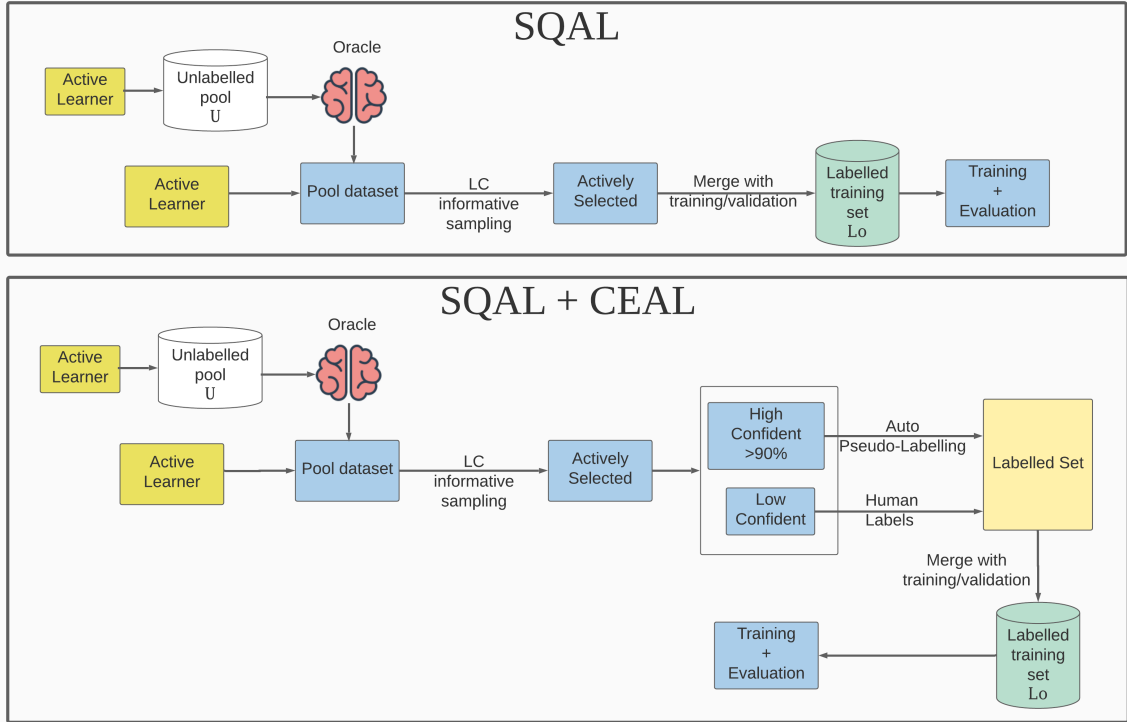 SQAL
Oracle
Active
Learner
Unlabelled
pool
U
Active
Learner
Pool dataset
LC
informative
sampling
Actively
Selected
Merge with
training/validation
Labelled
training
set
Lo
Training
+
Evaluation
SQAL + CEAL
Oracle
Active
Learner
Unlabelled
pool
U
Active
Learner
Pool dataset
LC
informative
sampling
Actively
Selected
High
Confident
>90%
Low
Confident
Auto
Pseudo-Labelling
Human
Labels
Labelled Set
Merge with
training/validation
Labelled
training
set
Lo
Training
+
Evaluation